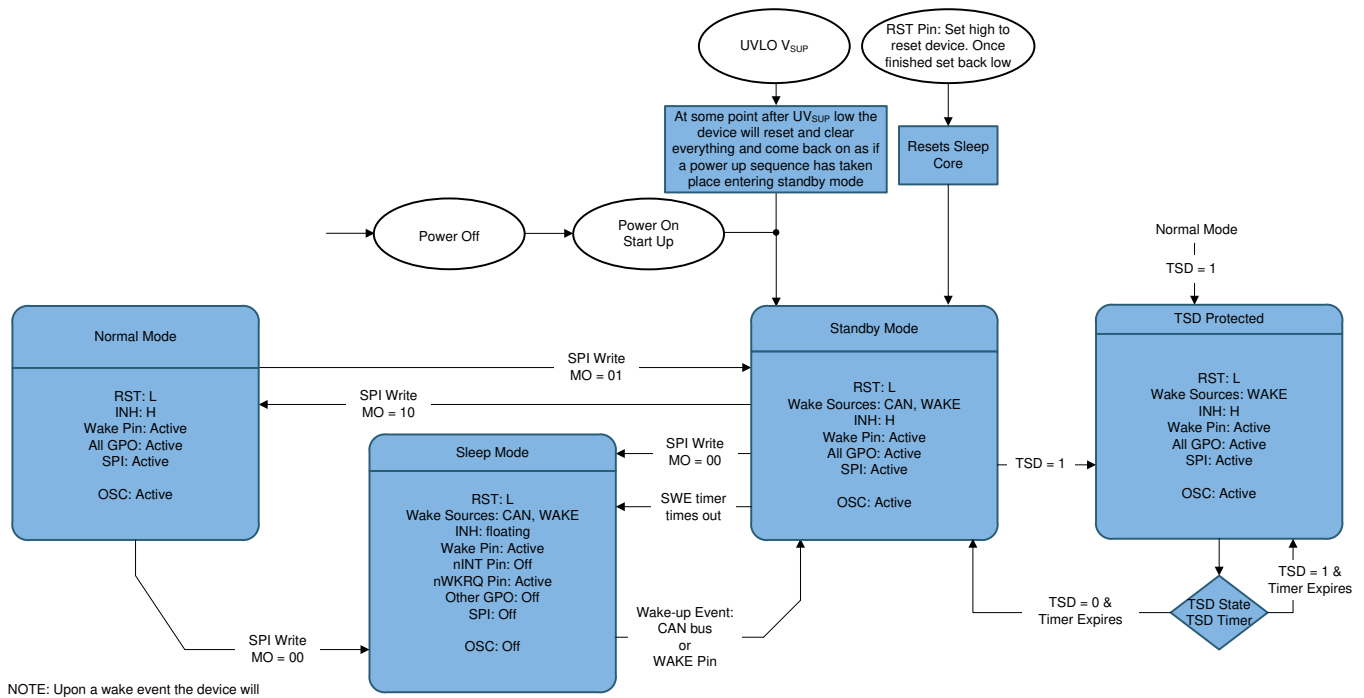 UVLO VSUP
RST Pin: Set high to
reset device. Once
finished set back low
At some point after UVSUP low the
device will reset and clear
everything and come back on as if
a power up sequence has taken
place entering standby mode
Resets Sleep
Core
Power Off
Power On
Start Up
Normal Mode
TSD = 1
Normal Mode
RST: L
INH: H
Wake Pin: Active
All GPO: Active
SPI: Active
OSC: Active
SPI Write
MO = 01
SPI Write
MO = 10
Standby Mode
RST: L
Wake Sources: CAN, WAKE
INH: H
Wake Pin: Active
All GPO: Active
SPI: Active
OSC: Active
TSD = 1
TSD Protected
RST: L
Wake Sources: WAKE
INH: H
Wake Pin: Active
All GPO: Active
SPI: Active
OSC: Active
SPI Write
MO = 00
SWE timer
times out
Sleep Mode
RST: L
Wake Sources: CAN, WAKE
INH: floating
Wake Pin: Active
nINT Pin: Off
nWKRQ Pin: Active
Other GPO: Off
SPI: Off
OSC: Off
SPI Write
MO = 00
Wake-up Event:
CAN bus
or
WAKE Pin
TSD = 0 &
Timer Expires
TSD State
TSD Timer
TSD = 1 &
Timer Expires
NOTE: Upon a wake event the device will